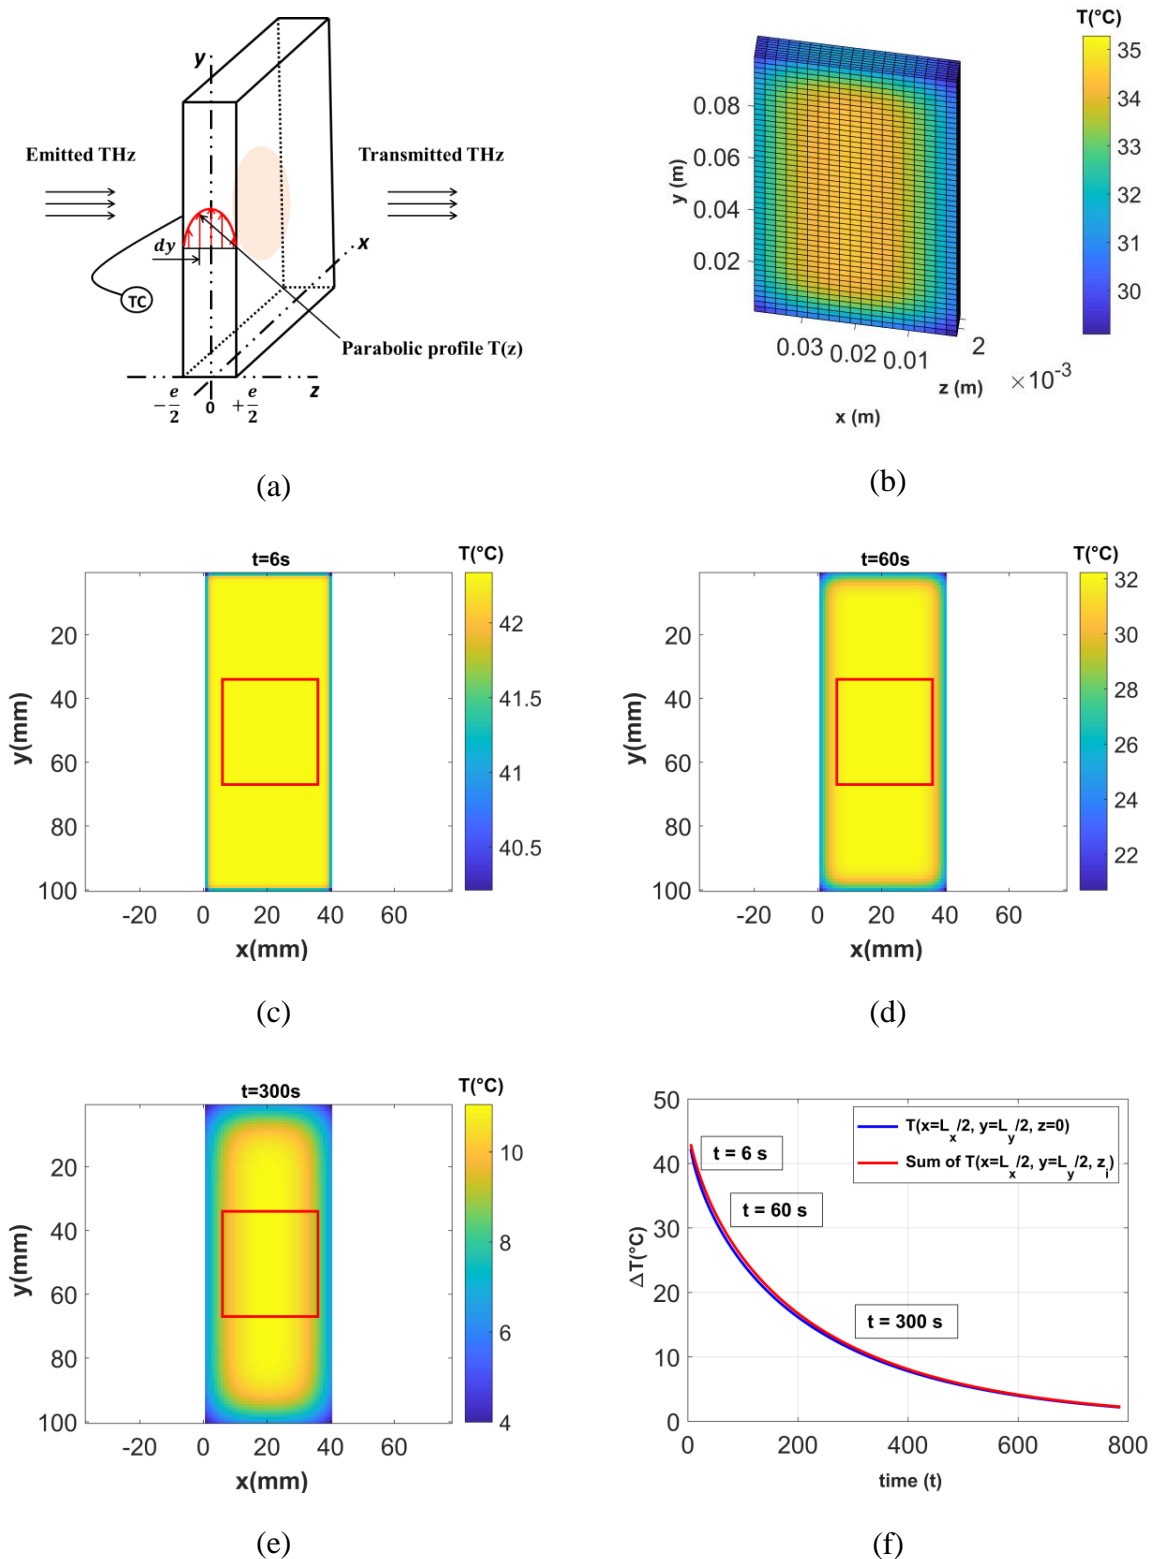 y
Emitted THz
Transmitted THz
x
dy
TC
Parabolic profile T(z)
z
-e/2
0
+e/2
(a)
T(°C)
35
34
33
32
31
30
0.08
0.06
0.04
0.02
y (m)
0.03 0.02 0.01
2
z (m)
×10⁻³
x (m)
(b)
t=6s
T(°C)
42
41.5
41
40.5
20
40
60
80
100
y(mm)
-20 0 20 40 60
x(mm)
(c)
t=60s
T(°C)
32
30
28
26
24
22
20
40
60
80
100
y(mm)
-20 0 20 40 60
x(mm)
(d)
t=300s
T(°C)
10
8
6
4
20
40
60
80
100
y(mm)
-20 0 20 40 60
x(mm)
(e)
50
40
30
20
10
0
ΔT(°C)
T(x=L_x/2, y=L_y/2, z=0)
Sum of T(x=L_x/2, y=L_y/2, z_i)
t = 6 s
t = 60 s
t = 300 s
0 200 400 600 800
time (t)
(f)